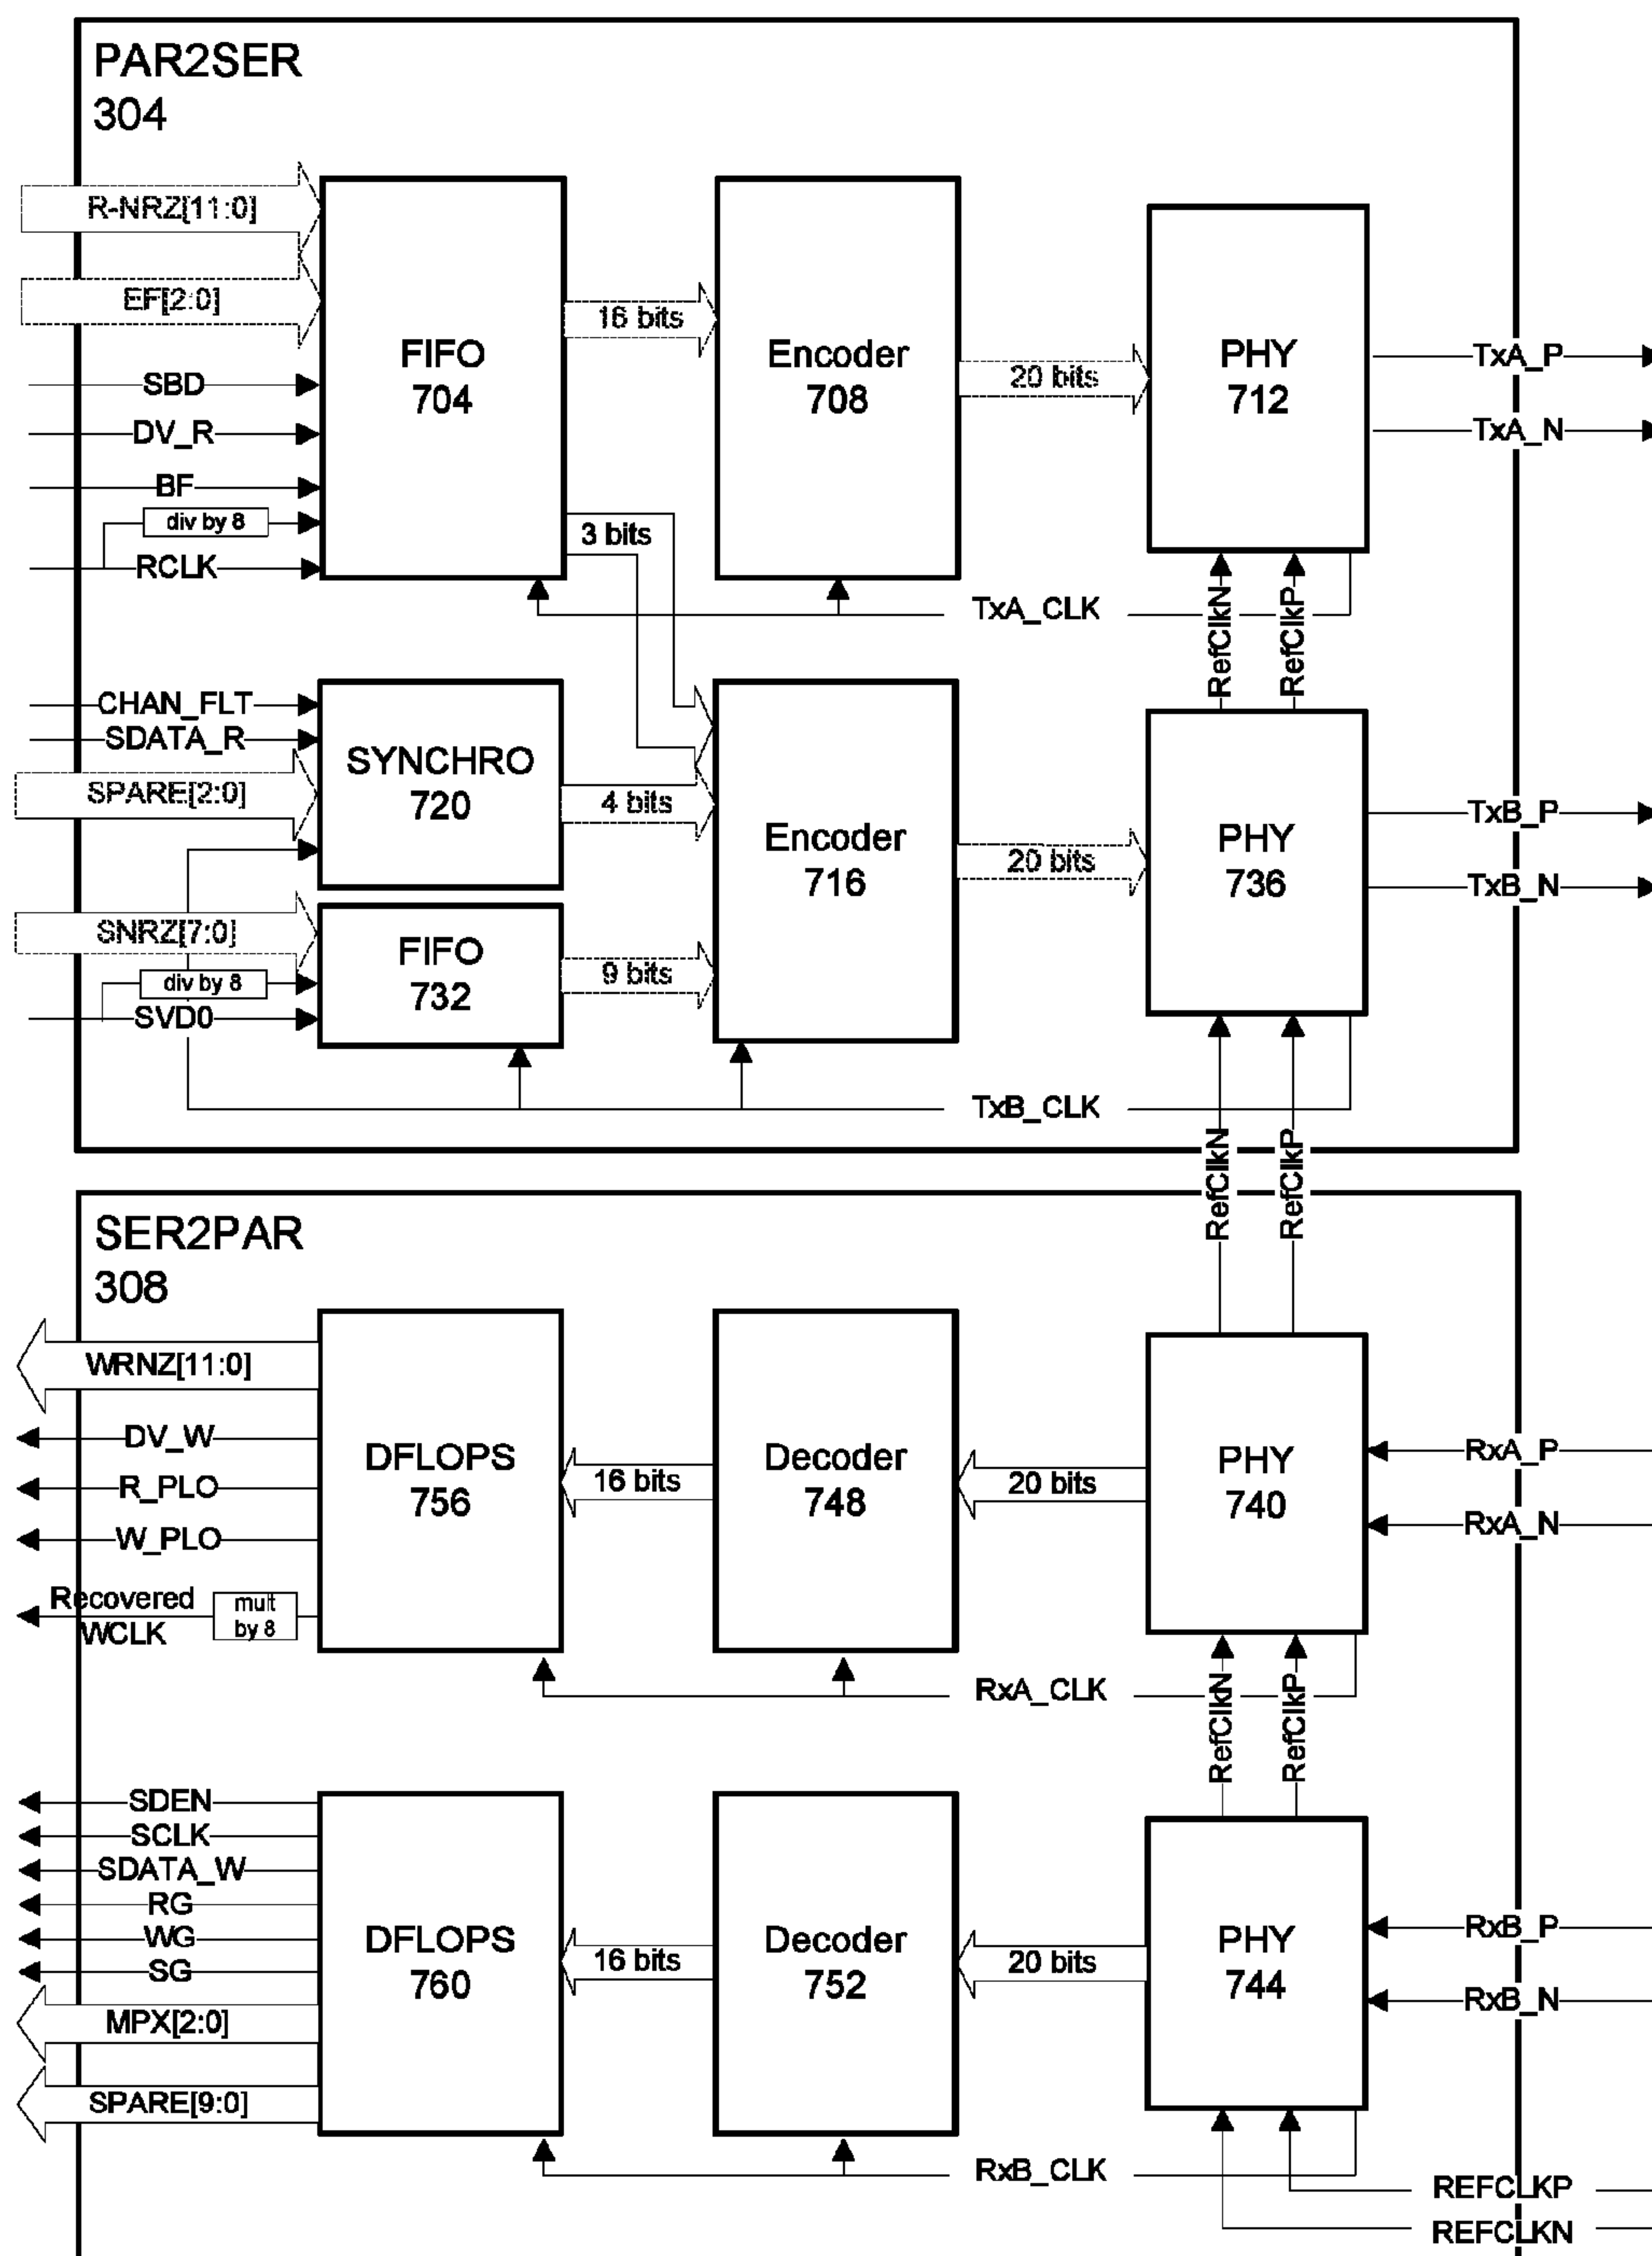 PAR2SER
304
R-NRZ[11:0]
EF[2:0]
SBD
DV_R
BF
div by 8
RCLK
FIFO
704
16 bits
3 bits
Encoder
708
20 bits
PHY
712
TxA_P
TxA_N
TxA_CLK
RefClkN
RefClkP
CHAN_FLT
SDATA_R
SPARE[2:0]
SNRZ[7:0]
div by 8
SVD0
SYNCHRO
720
4 bits
FIFO
732
9 bits
Encoder
716
20 bits
PHY
736
TxB_P
TxB_N
TxB_CLK
RefClkN
RefClkP
SER2PAR
308
WRNZ[11:0]
DV_W
R_PLO
W_PLO
Recovered
WCLK
mult
by 8
DFLOPS
756
16 bits
Decoder
748
20 bits
PHY
740
RxA_P
RxA_N
RxA_CLK
RefClkN
RefClkP
SDEN
SCLK
SDATA_W
RG
WG
SG
MPX[2:0]
SPARE[9:0]
DFLOPS
760
16 bits
Decoder
752
20 bits
PHY
744
RxB_P
RxB_N
RxB_CLK
REFCLKP
REFCLKN